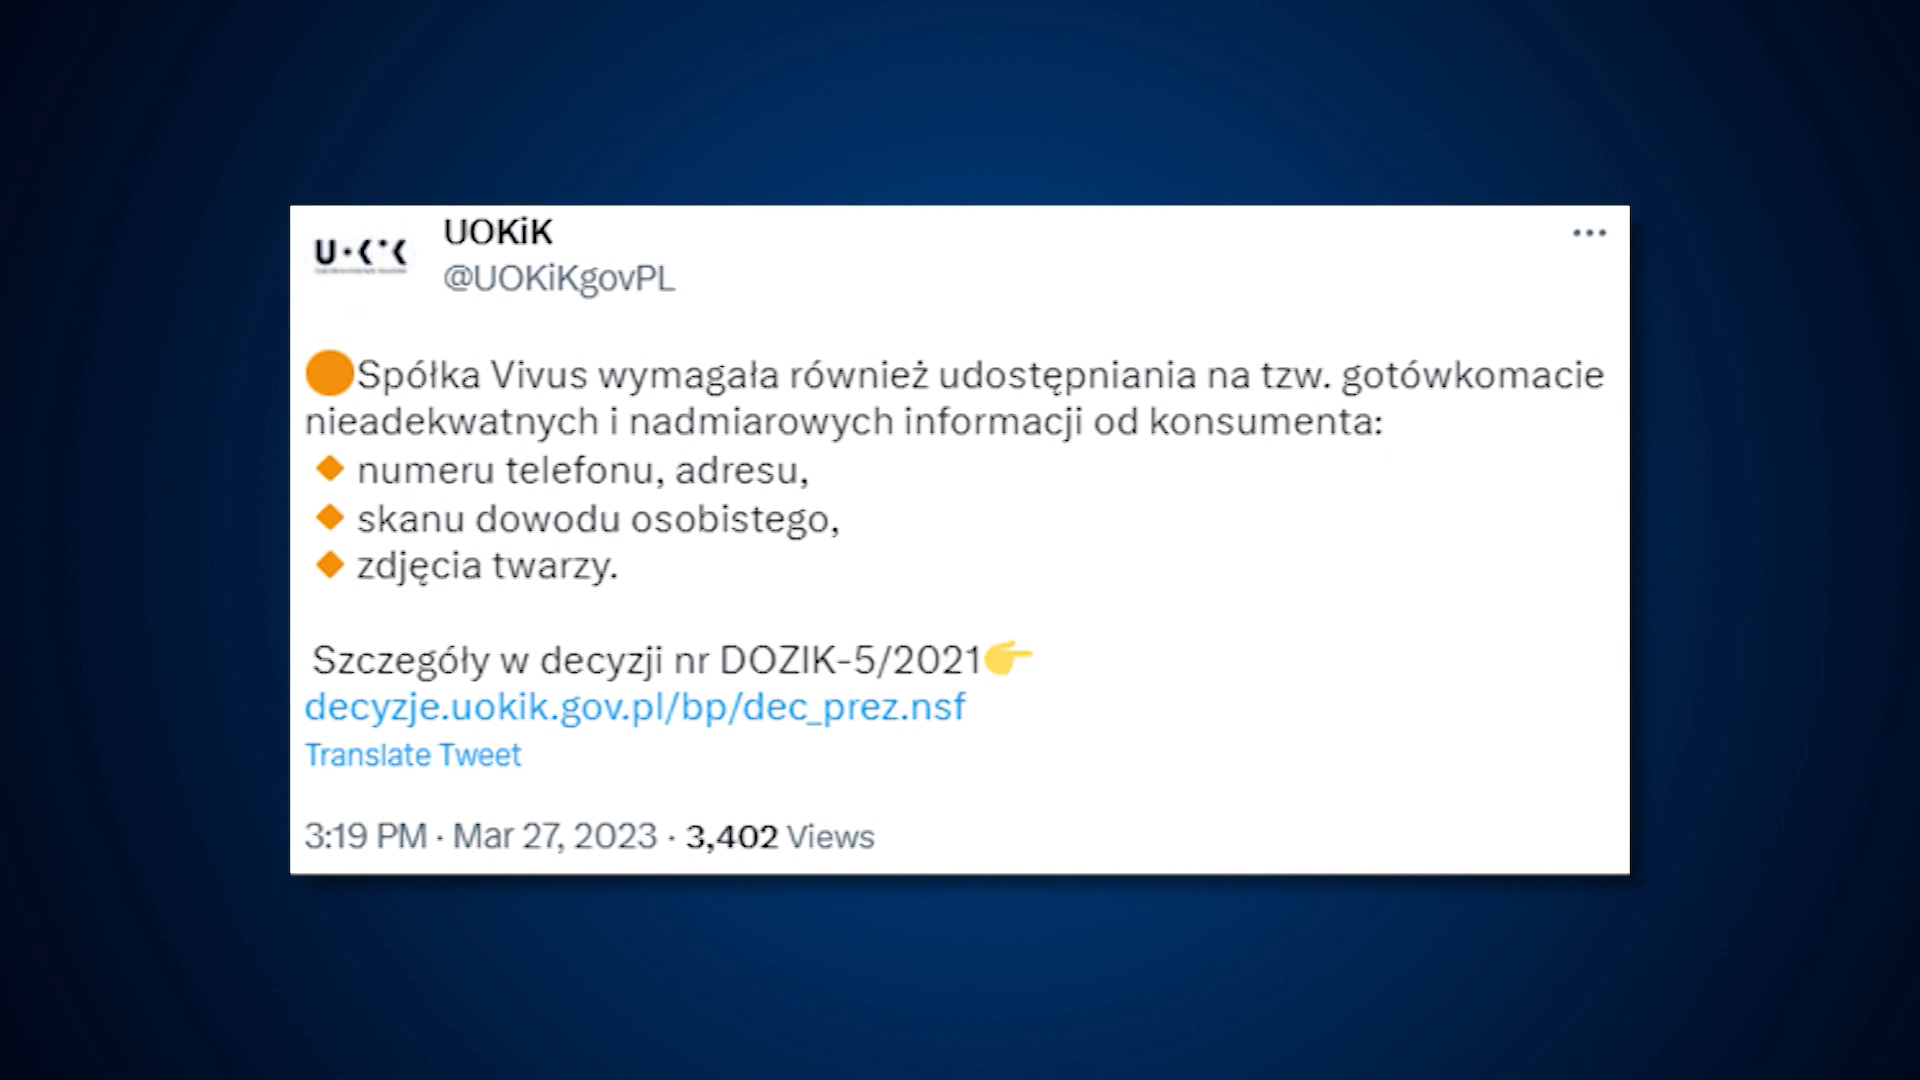 U·K·K
UOKiK
@UOKiKgovPL
Spółka Vivus wymagała również udostępniania na tzw. gotówkomacie
nieadekwatnych i nadmiarowych informacji od konsumenta:
numeru telefonu, adresu,
skanu dowodu osobistego,
zdjęcia twarzy.
Szczegóły w decyzji nr DOZIK-5/2021
decyzje.uokik.gov.pl/bp/dec_prez.nsf
Translate Tweet
3:19 PM · Mar 27, 2023 · 3,402 Views